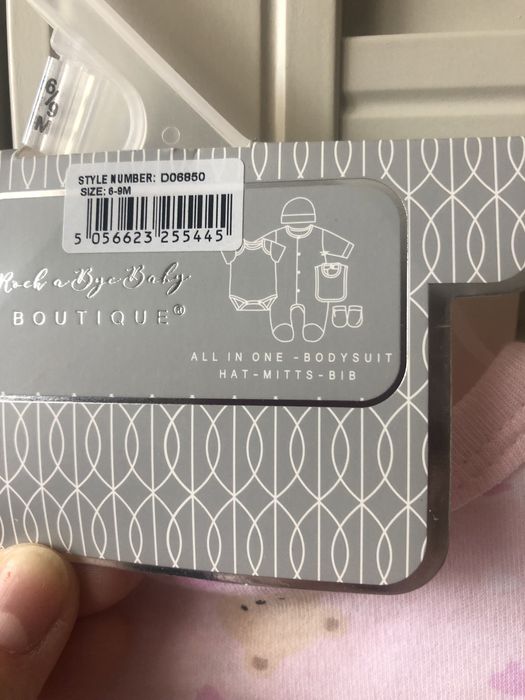 6/9M
STYLE NUMBER: D06850
SIZE: 6-9M
5 056623 255445
Rock a Bye Baby
BOUTIQUE®
ALL IN ONE - BODYSUIT
HAT-MITTS-BIB